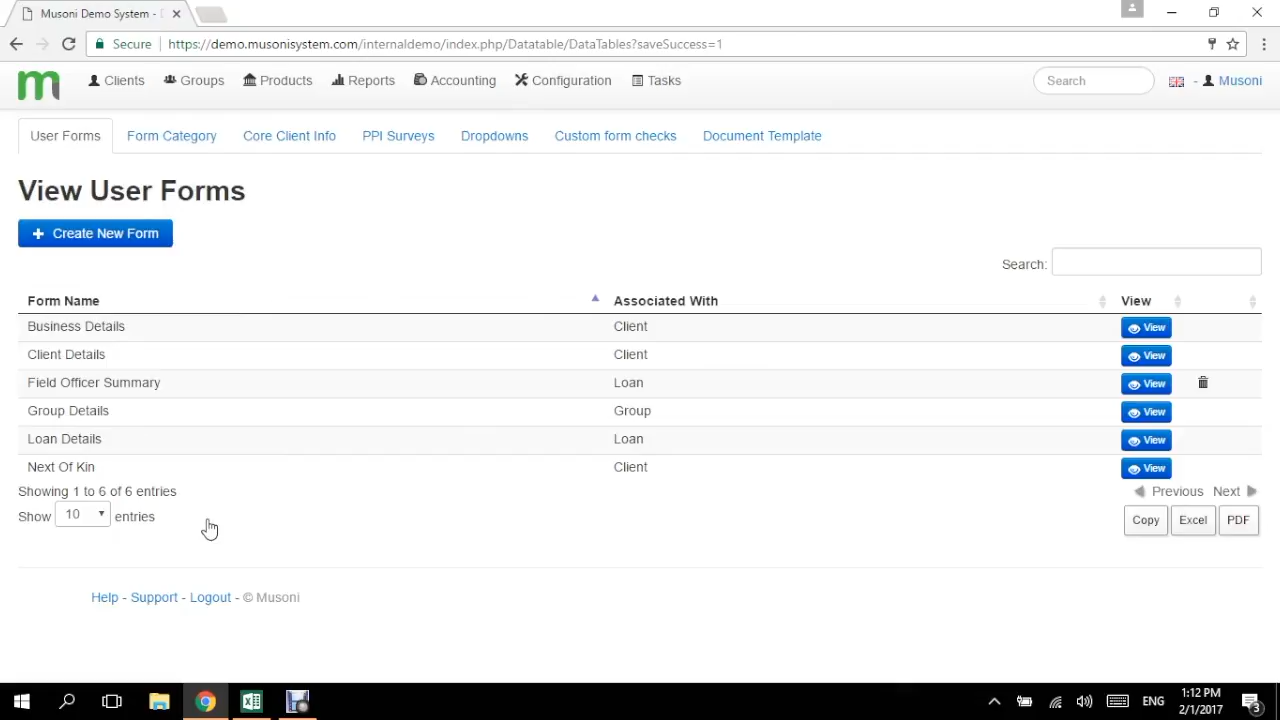 Musoni Demo System -
Secure https://demo.musonisystem.com/internaldemo/index.php/Datatable/DataTables?saveSuccess=1
m Clients Groups Products Reports Accounting Configuration Tasks Search - Musoni
User Forms Form Category Core Client Info PPI Surveys Dropdowns Custom form checks Document Template
View User Forms
+ Create New Form
Search:
Form Name Associated With View
Business Details Client View
Client Details Client View
Field Officer Summary Loan View
Group Details Group View
Loan Details Loan View
Next Of Kin Client View
Showing 1 to 6 of 6 entries Previous Next
Show 10 entries Copy Excel PDF
Help - Support - Logout - © Musoni
ENG 1:12 PM
2/1/2017 3